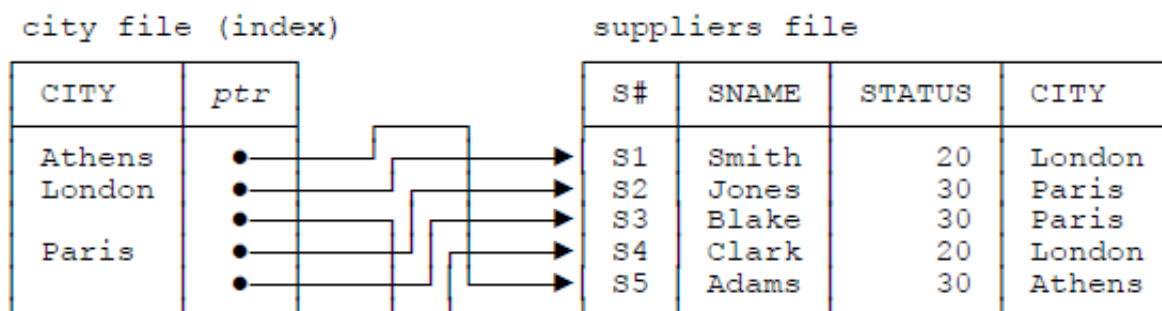 city file (index) suppliers file
CITY ptr S# SNAME STATUS CITY
Athens S1 Smith 20 London
London S2 Jones 30 Paris
S3 Blake 30 Paris
Paris S4 Clark 20 London
S5 Adams 30 Athens